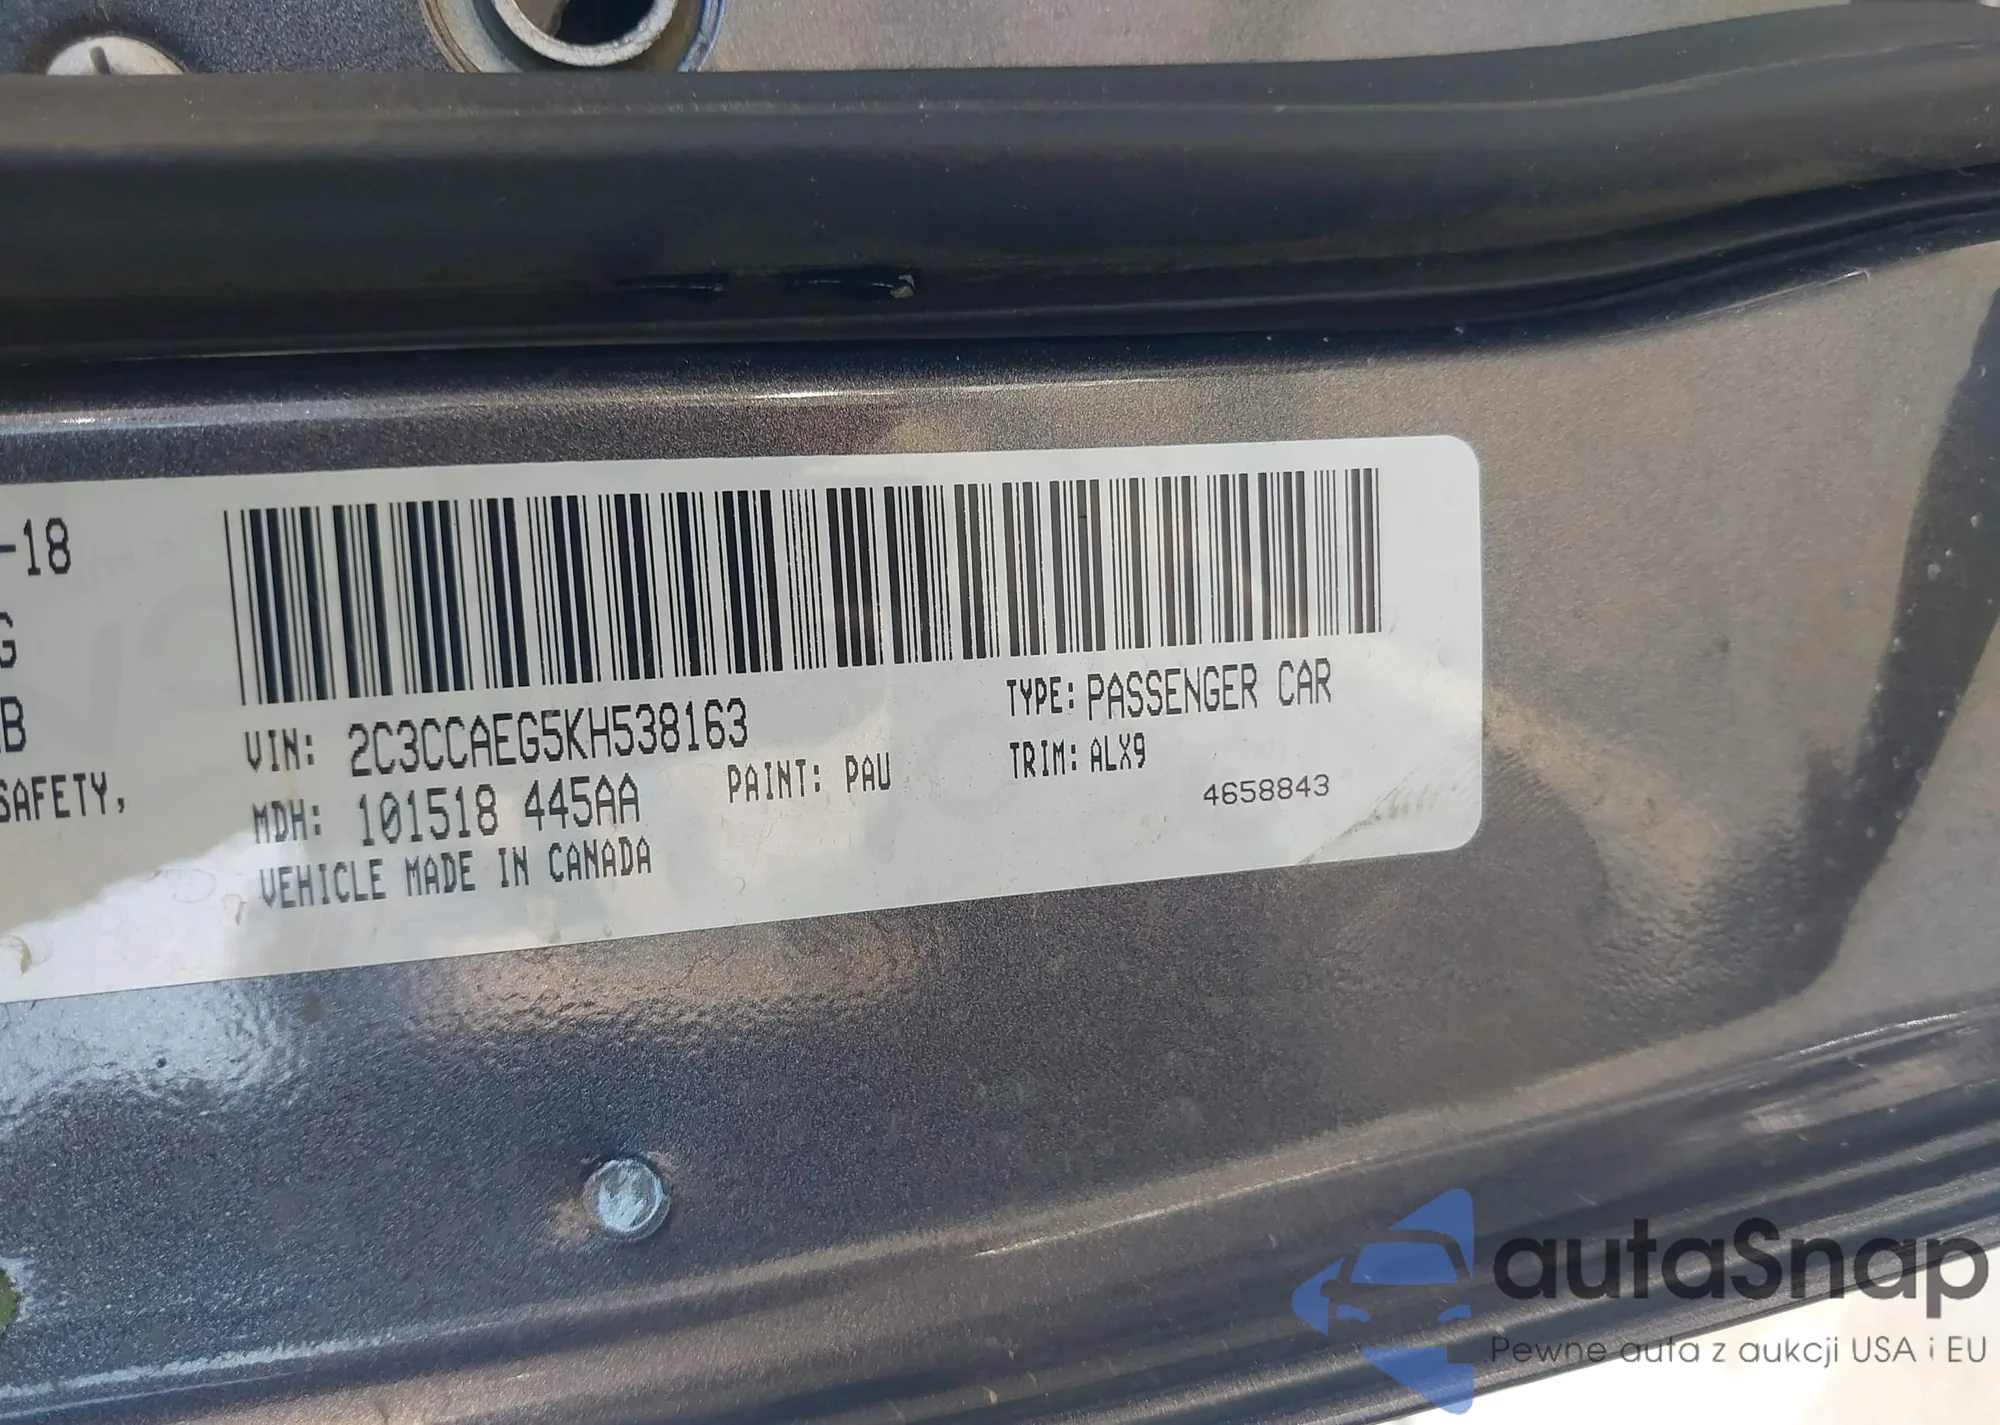 -18
G
B
SAFETY,
VIN: 2C3CCAEG5KH538163
TYPE: PASSENGER CAR
MDH: 101518 445AA
PAINT: PAU
TRIM: ALX9
VEHICLE MADE IN CANADA
4658843
autaSnap
Pewne auta z aukcji USA i EU